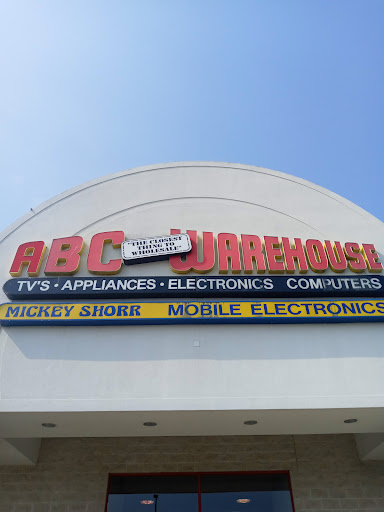 ABC WAREHOUSE
"THE CLOSEST
THING TO
WHOLESALE"
TV'S • APPLIANCES • ELECTRONICS COMPUTERS
MICKEY SHORR MOBILE ELECTRONICS